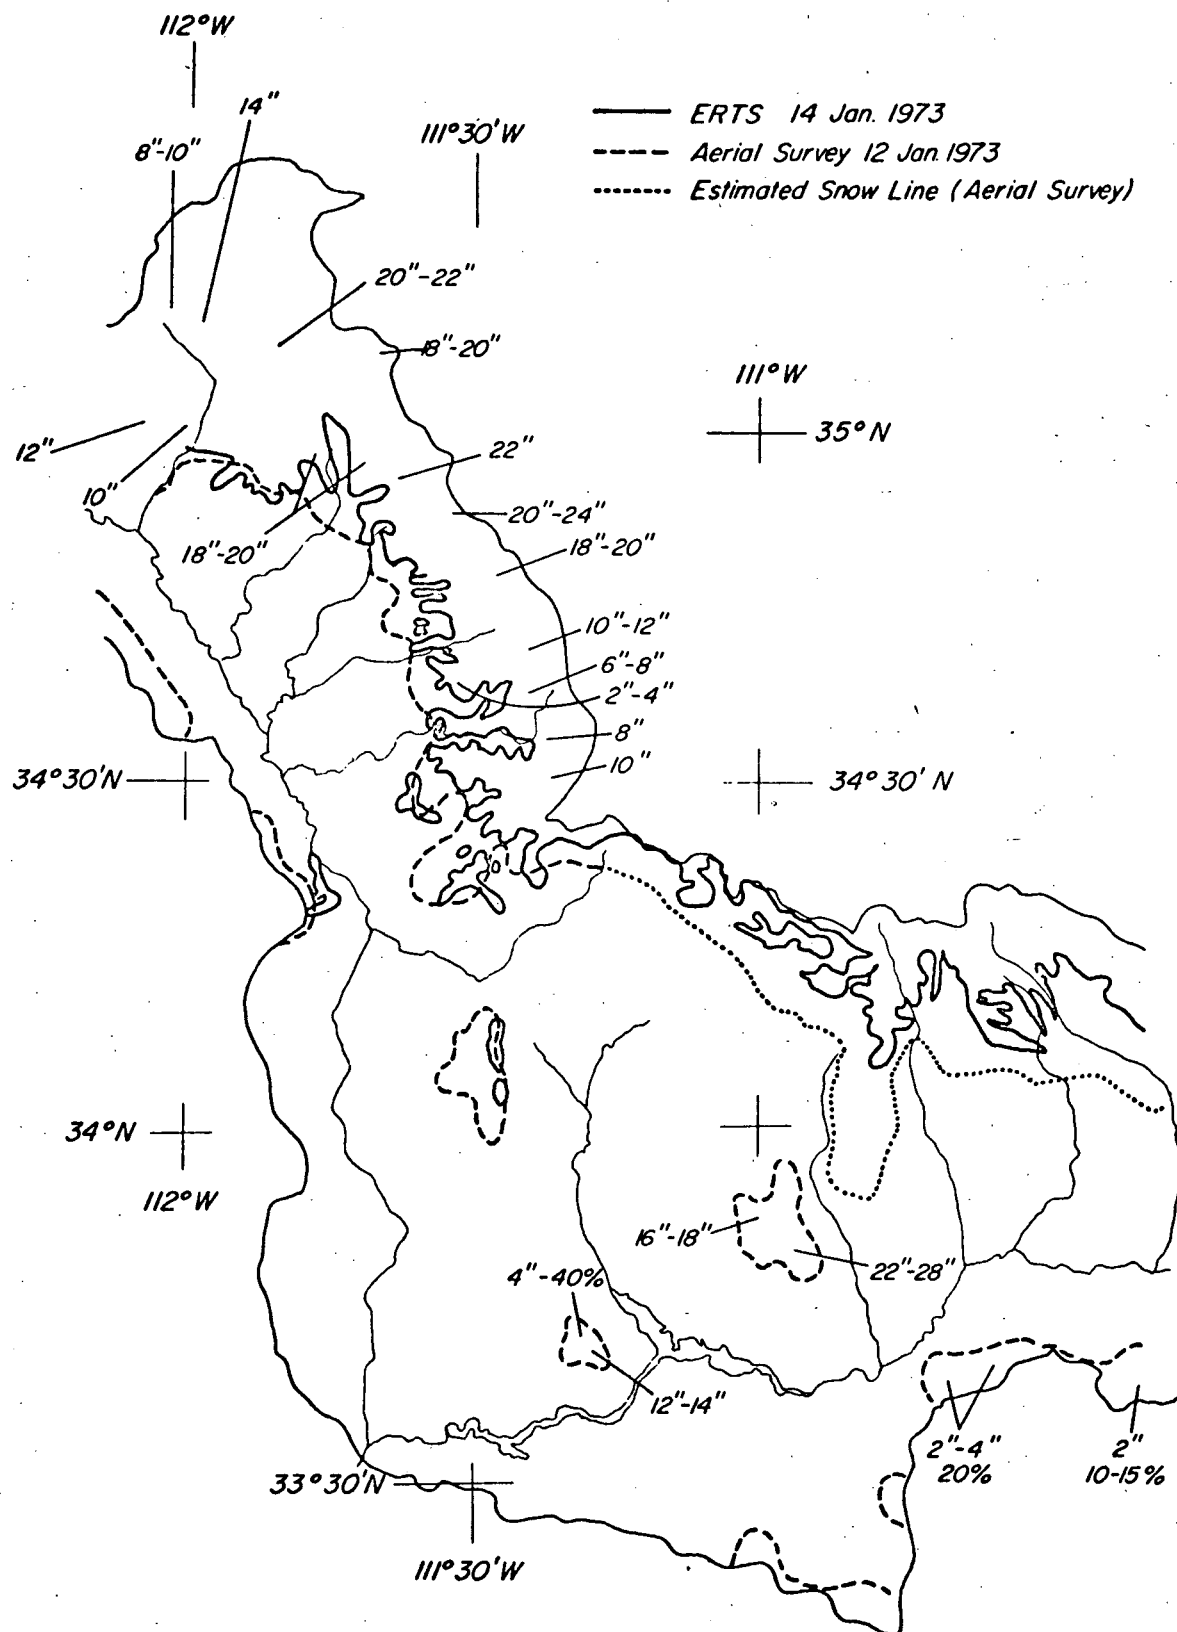 112°W
14"
8"-10"
111°30'W
ERTS 14 Jan. 1973
Aerial Survey 12 Jan. 1973
Estimated Snow Line (Aerial Survey)
20"-22"
18"-20"
111°W
35°N
12"
22"
10"
20"-24"
18"-20"
18"-20"
10"-12"
6"-8"
2"-4"
8"
10"
34°30'N
34°30'N
34°N
112°W
16"-18"
22"-28"
4"-40%
12"-14"
2"-4"
20%
2"
10-15%
33°30'N
111°30'W